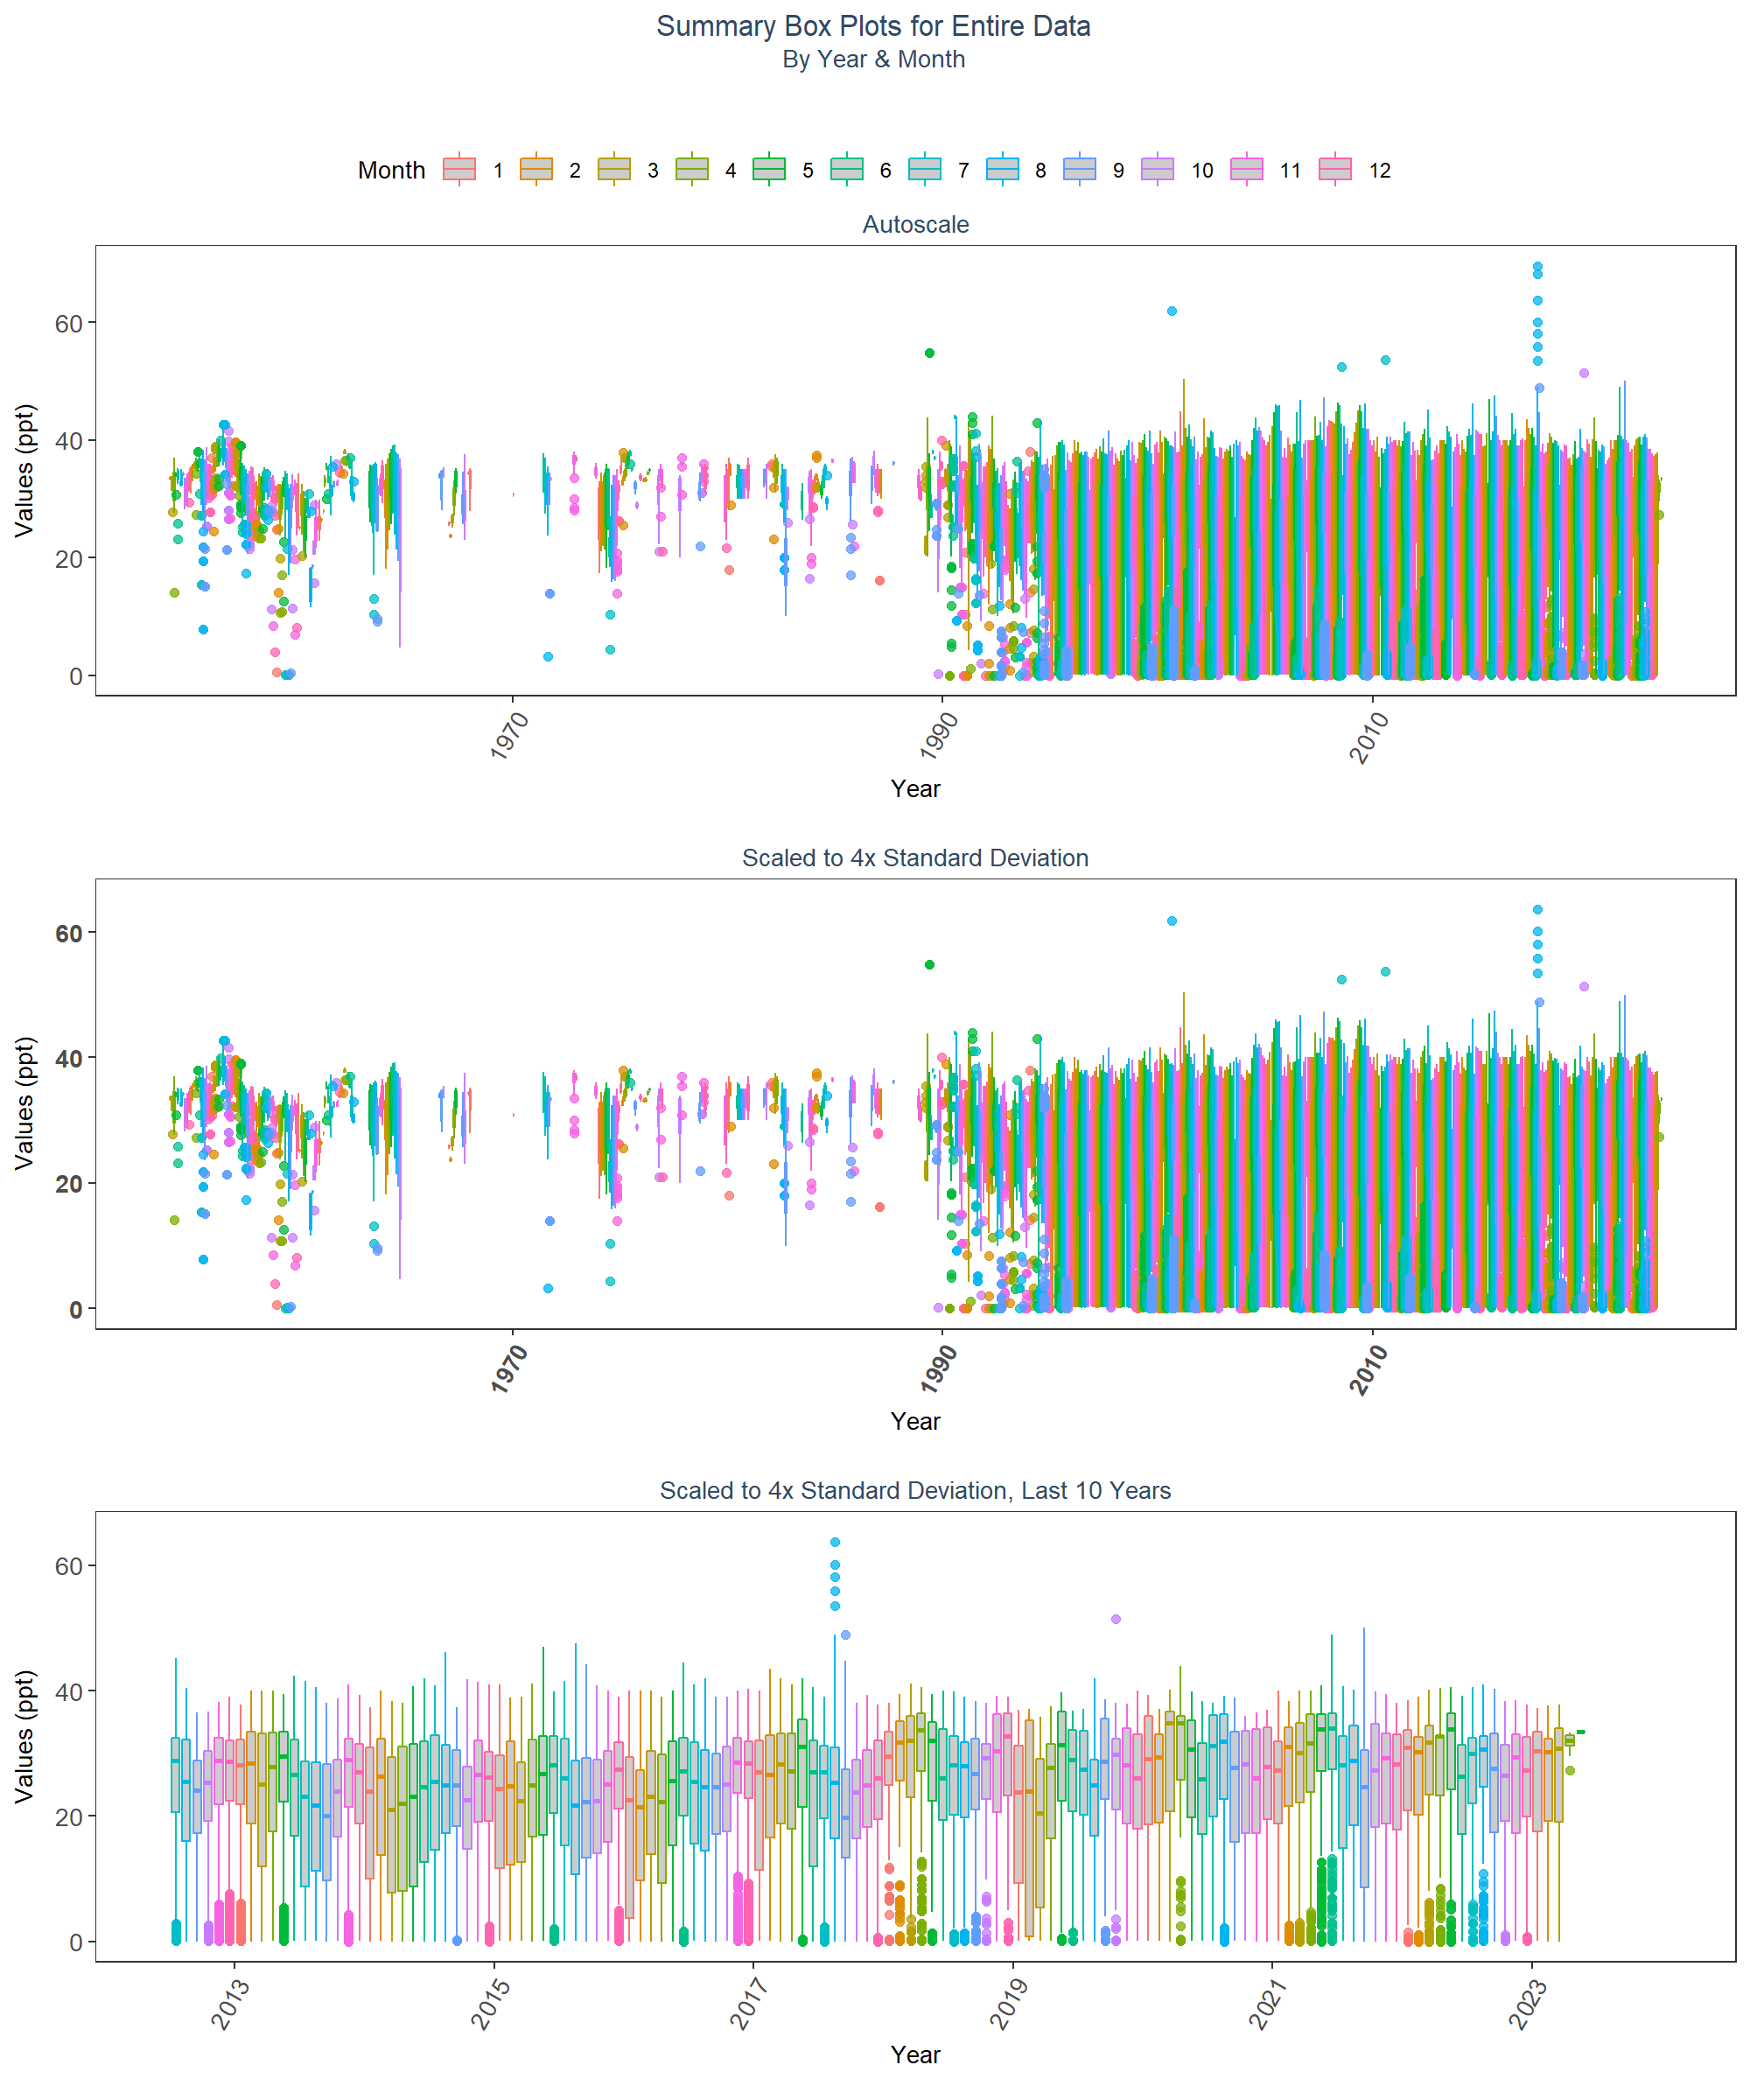 Summary Box Plots for Entire Data
By Year & Month
Month 1 2 3 4 5 6 7 8 9 10 11 12
Autoscale
Values (ppt)
60
40
20
0
1970 1990 2010
Year
Scaled to 4x Standard Deviation
Values (ppt)
60
40
20
0
1970 1990 2010
Year
Scaled to 4x Standard Deviation, Last 10 Years
Values (ppt)
60
40
20
0
2013 2015 2017 2019 2021 2023
Year